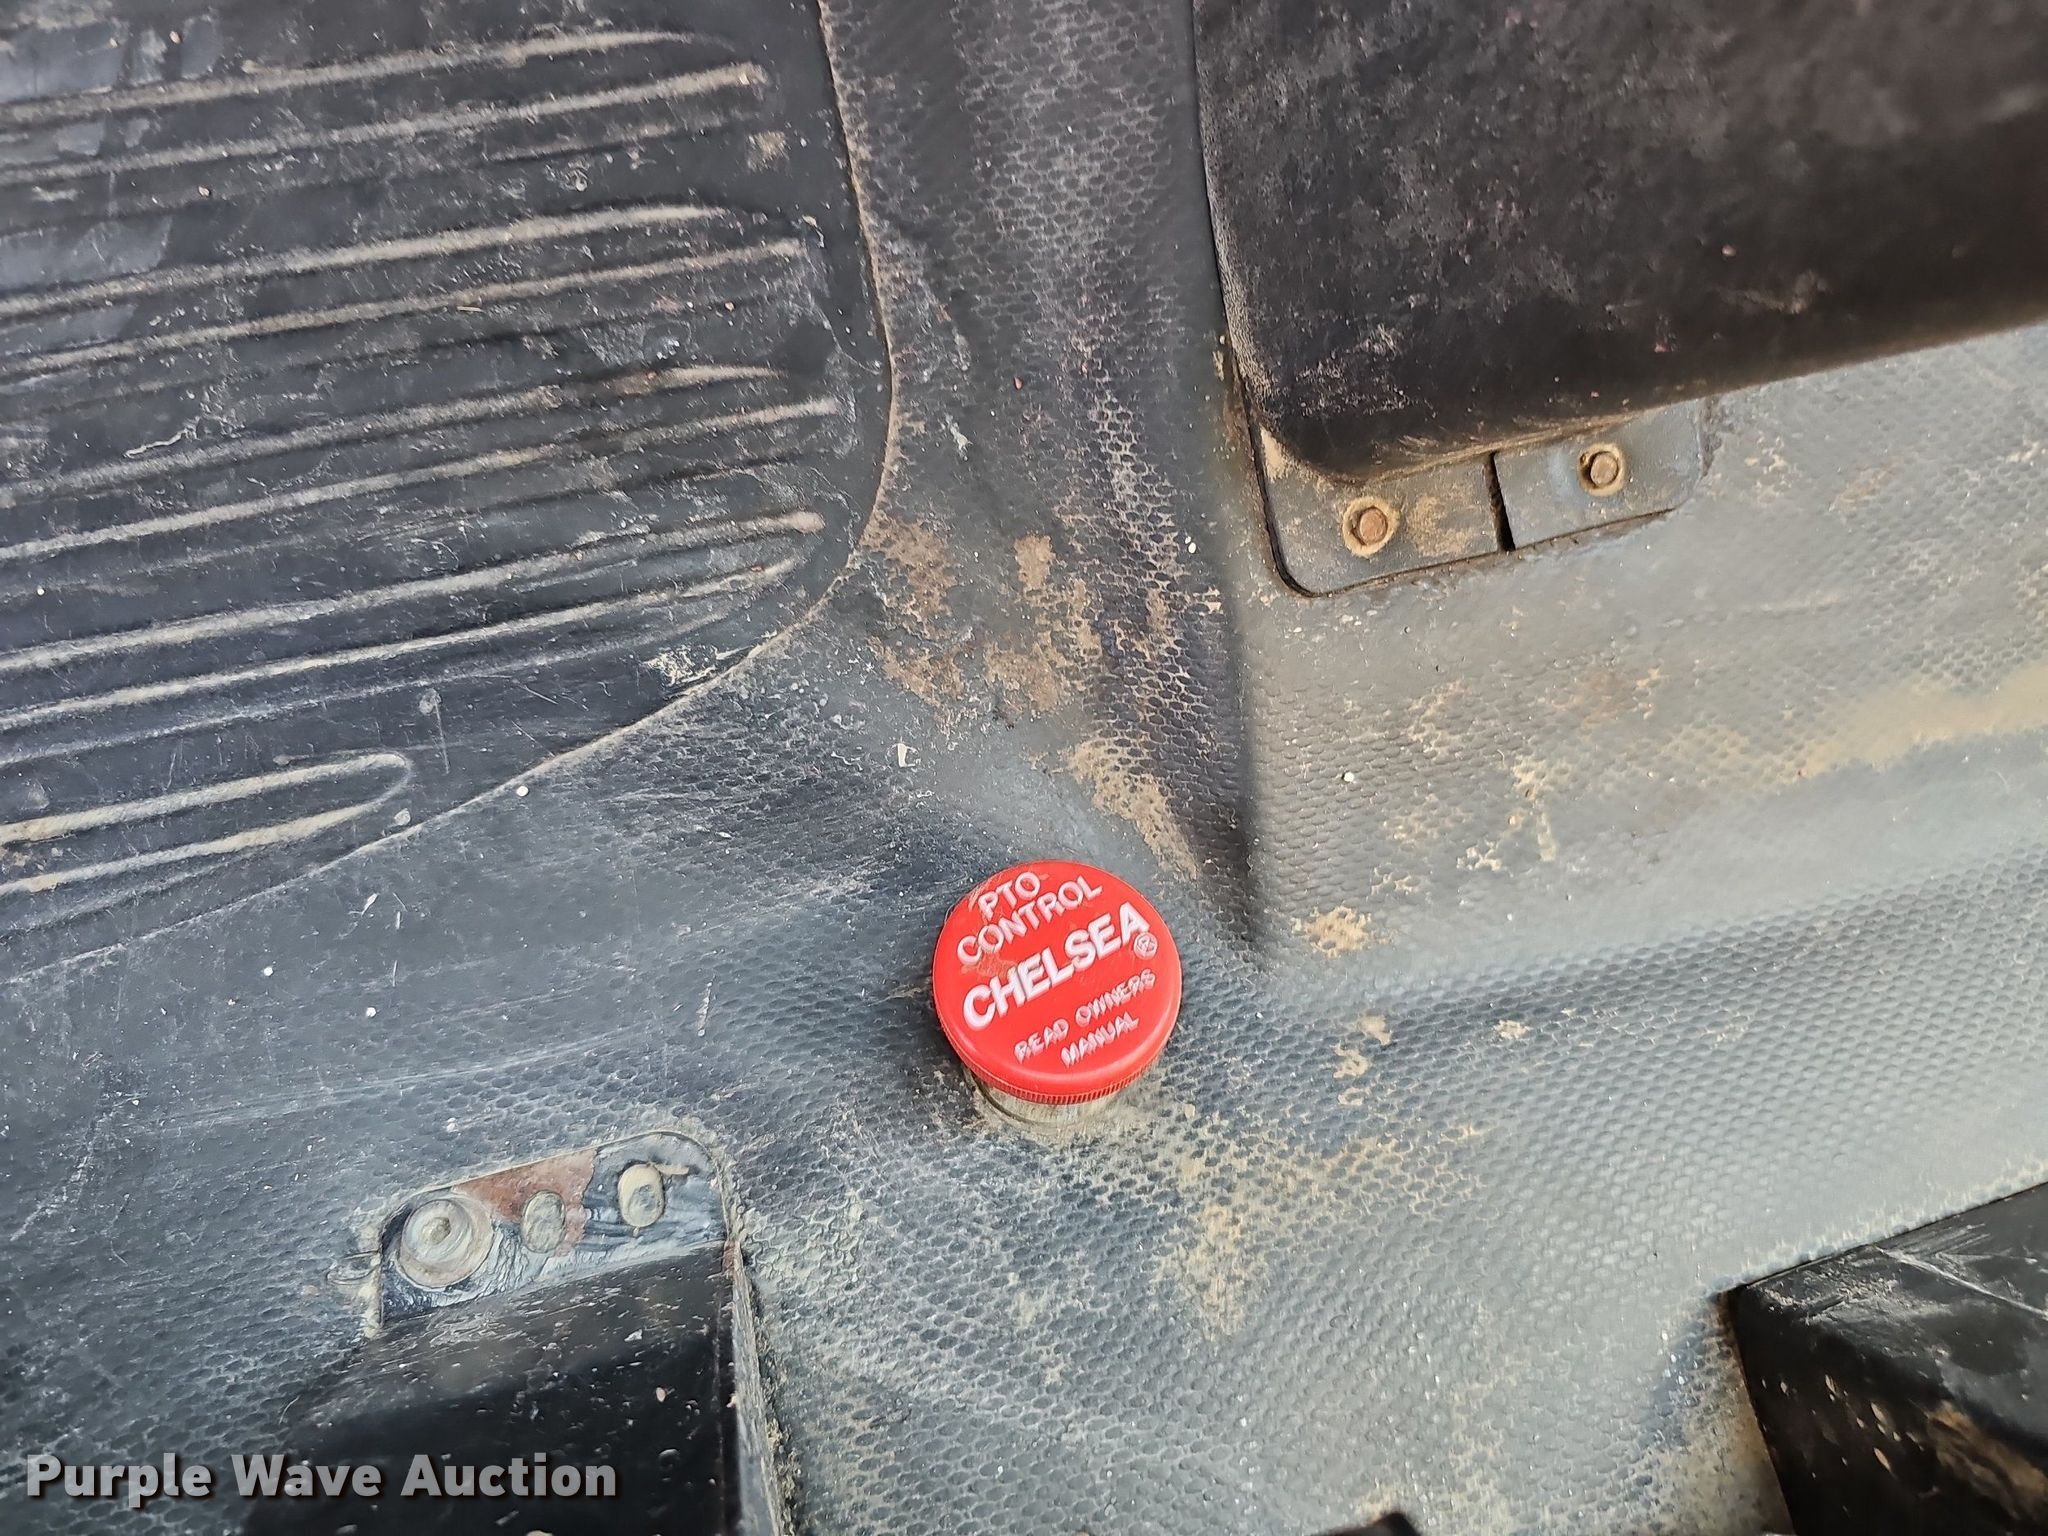 PTO
CONTROL
CHELSEA®
READ OWNERS
MANUAL
Purple Wave Auction